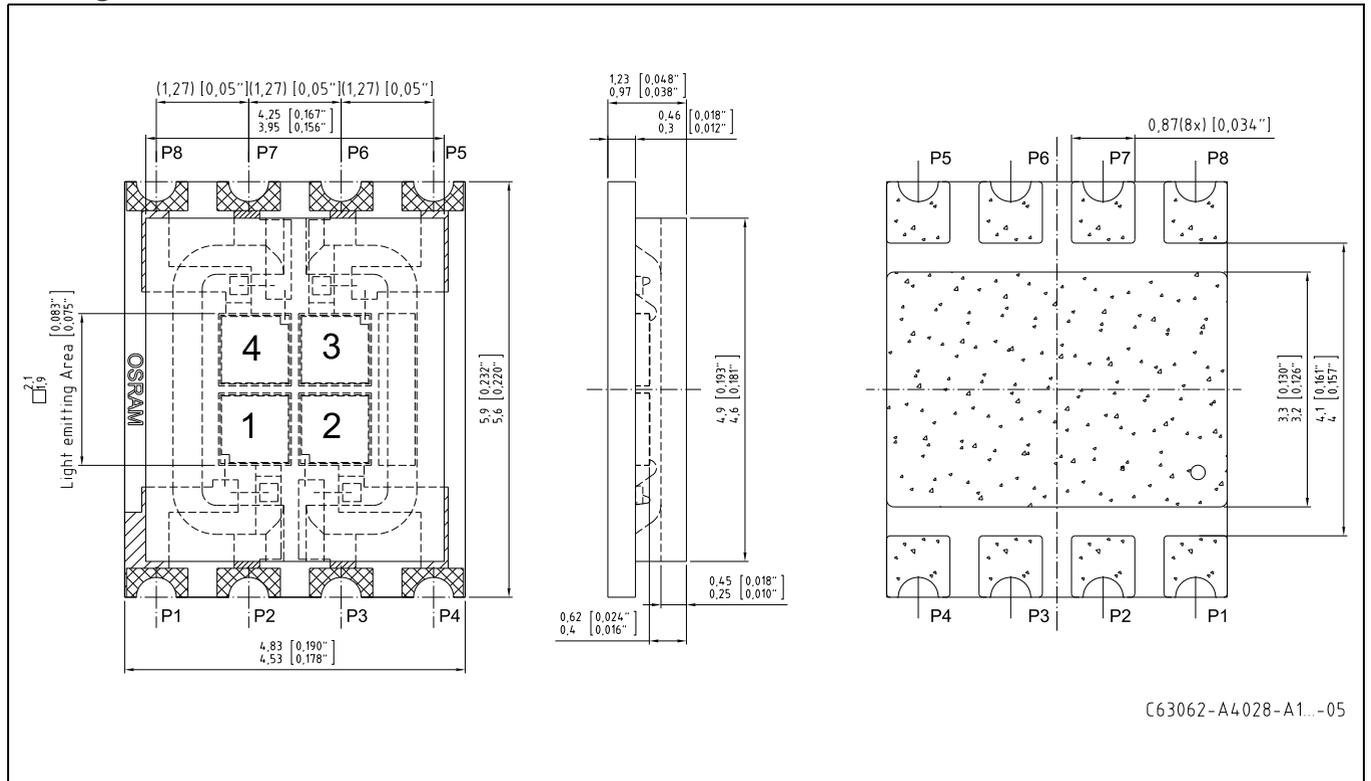 (1,27) [0,05"] (1,27) [0,05"] (1,27) [0,05"]
4,25 [0,167"]
3,95 [0,156"]
P8 P7 P6 P5
4 3
1 2
OSRAM
□ 2,1
1,9
Light emitting Area [0,083"]
0,075"
5,9 [0,232"]
5,6 [0,220"]
P1 P2 P3 P4
4,83 [0,190"]
4,53 [0,178"]
1,23 [0,048"]
0,97 [0,038"]
0,46 [0,018"]
0,3 [0,012"]
4,9 [0,193"]
4,6 [0,181"]
0,45 [0,018"]
0,25 [0,010"]
0,62 [0,024"]
0,4 [0,016"]
0,87(8x) [0,034"]
P5 P6 P7 P8
3,3 [0,130"]
3,2 [0,126"]
4,1 [0,161"]
4 [0,157"]
P4 P3 P2 P1
C63062-A4028-A1...-05